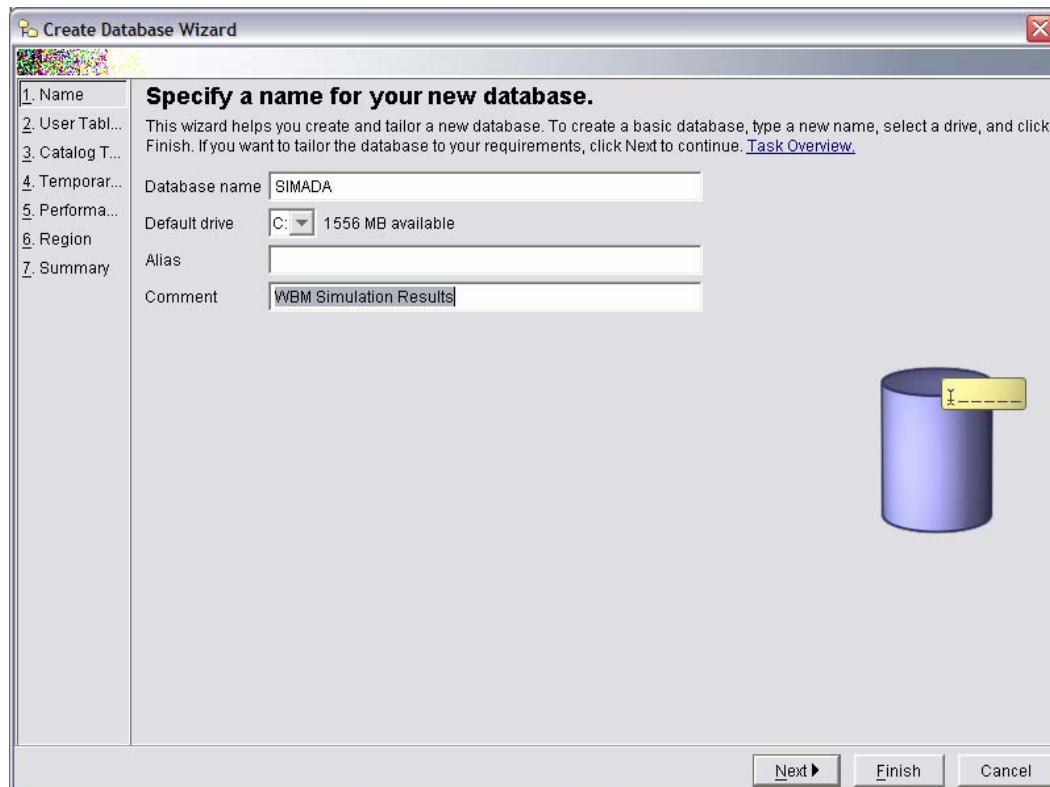 Create Database Wizard
1. Name
2. User Tabl...
3. Catalog T...
4. Temporar...
5. Performa...
6. Region
7. Summary
Specify a name for your new database.
This wizard helps you create and tailor a new database. To create a basic database, type a new name, select a drive, and click
Finish. If you want to tailor the database to your requirements, click Next to continue. Task Overview.
Database name SIMADA
Default drive C: 1556 MB available
Alias
Comment WBM Simulation Results
Next Finish Cancel